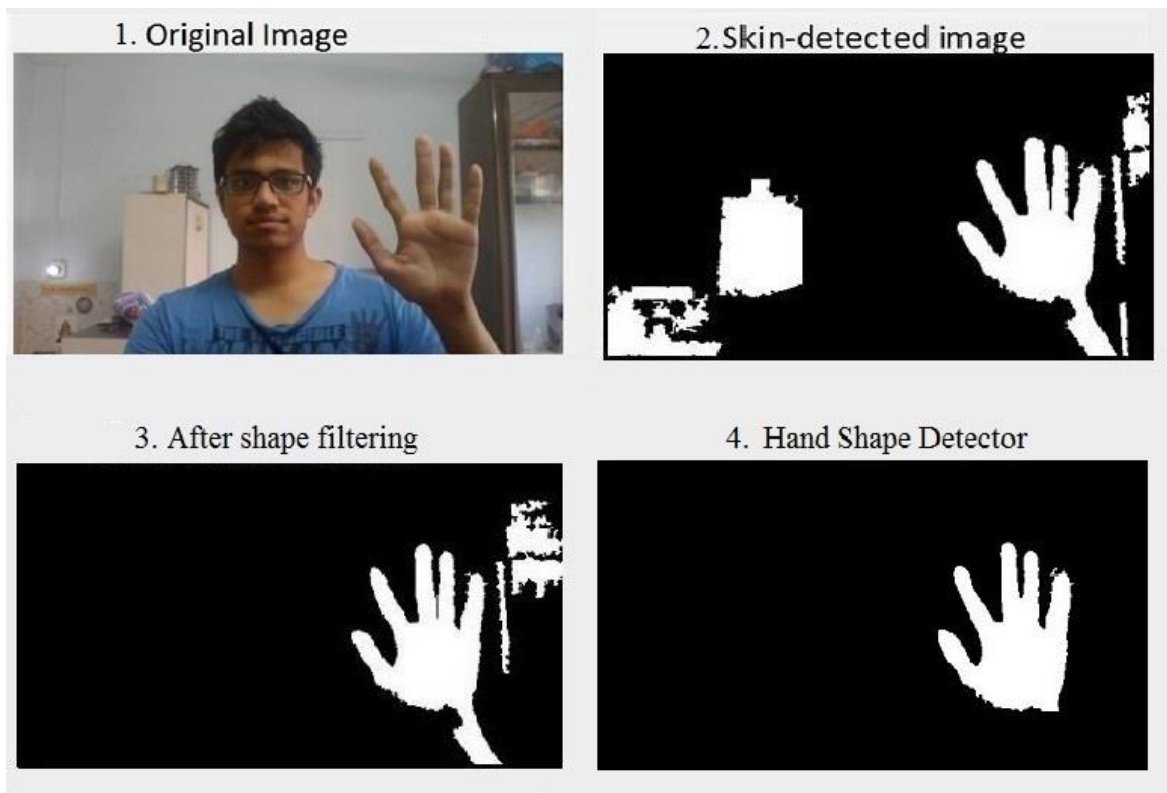 1. Original Image
2.Skin-detected image
3. After shape filtering
4. Hand Shape Detector